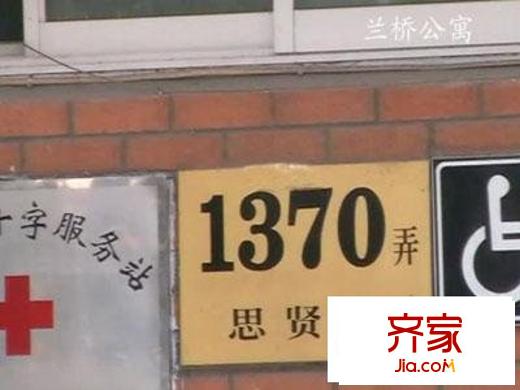 兰桥公寓
十字服务站
1370弄
思贤
齐家
Jia.com